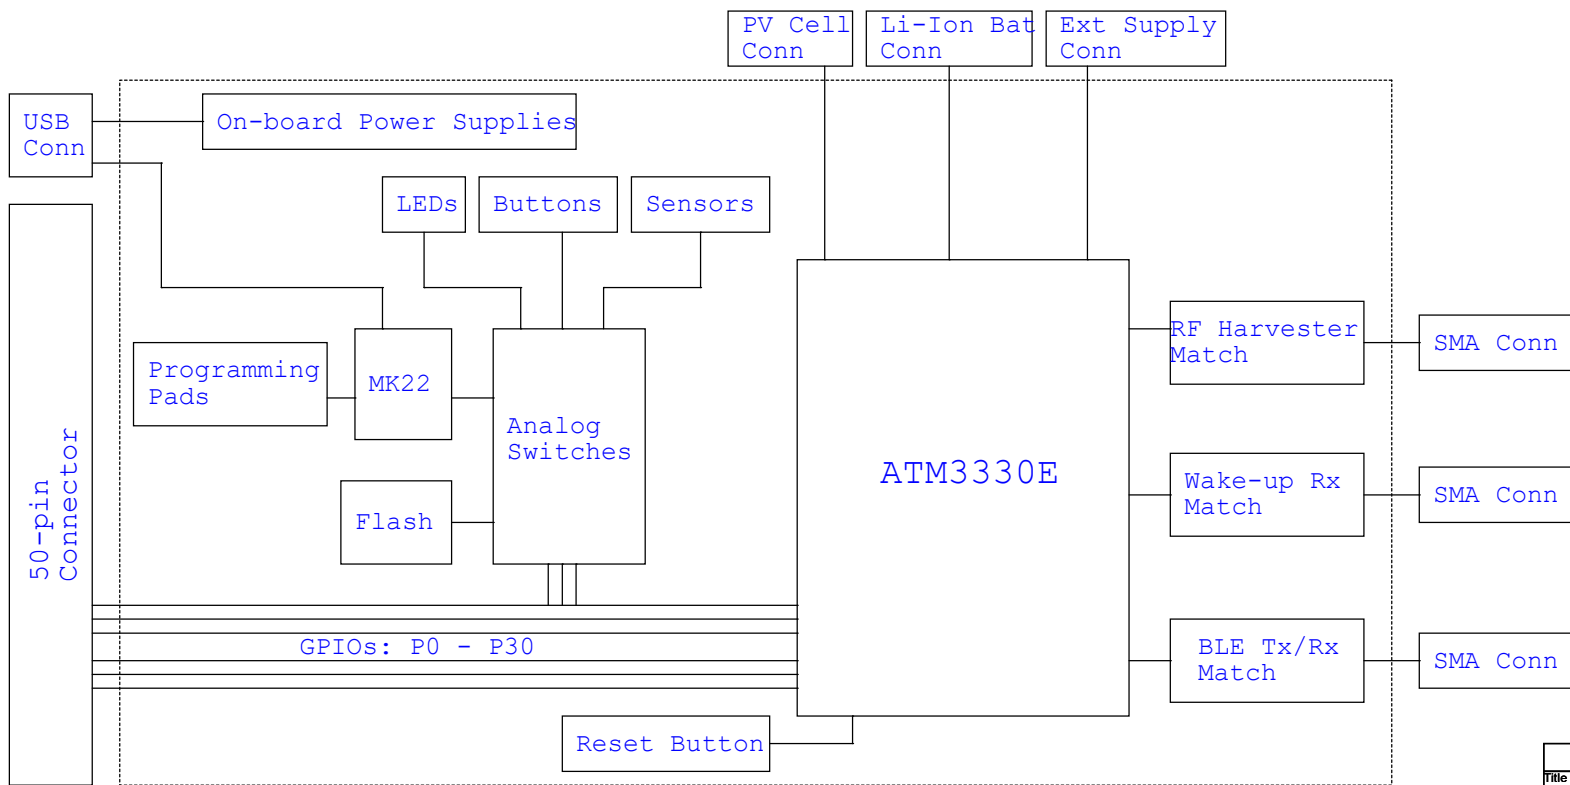 PV Cell
Conn
Li-Ion Bat
Conn
Ext Supply
Conn
USB
Conn
On-board Power Supplies
LEDs
Buttons
Sensors
RF Harvester
Match
SMA Conn
Programming
Pads
MK22
Analog
Switches
ATM3330E
Wake-up Rx
Match
SMA Conn
50-pin
Connector
Flash
GPIOs: P0 - P30
BLE Tx/Rx
Match
SMA Conn
Reset Button
Title